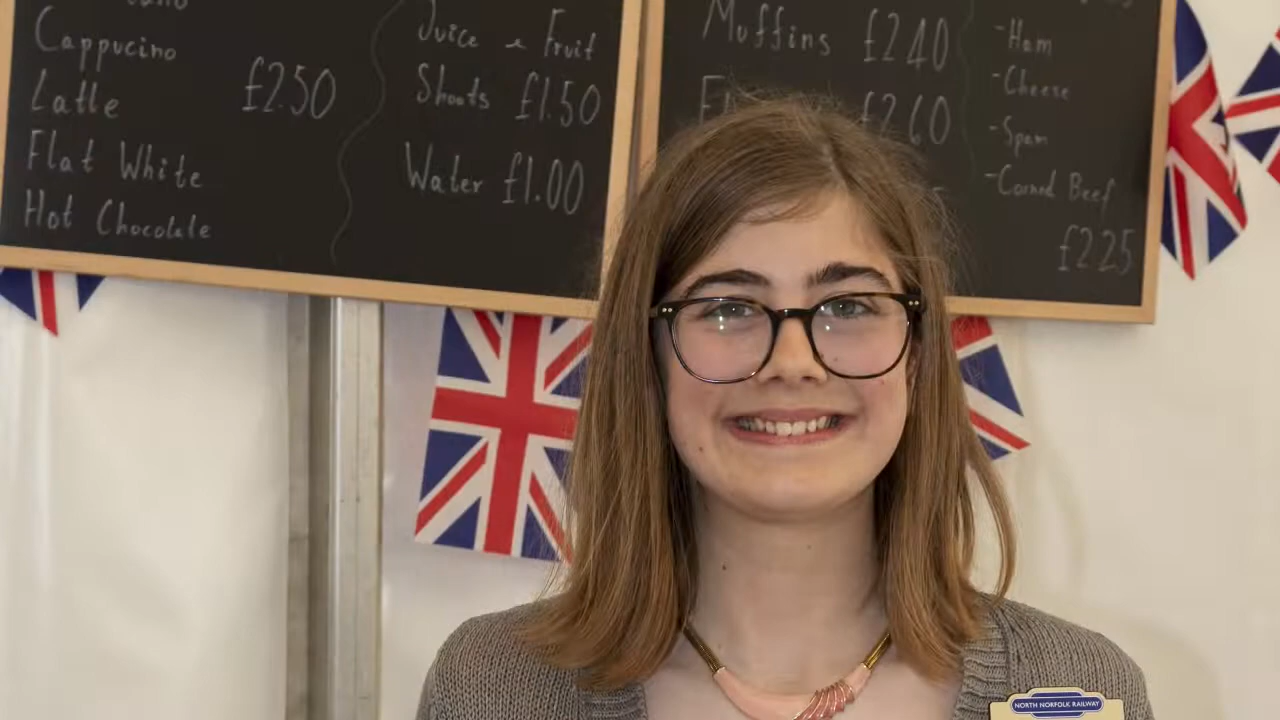 Cappucino
Latte £2.50
Flat White
Hot Chocolate
Juice & Fruit
Shoots £1.50
Water £1.00
Muffins £2.40
£2.60
-Ham
-Cheese
-Spam
-Corned Beef
£2.25
NORTH NORFOLK RAILWAY